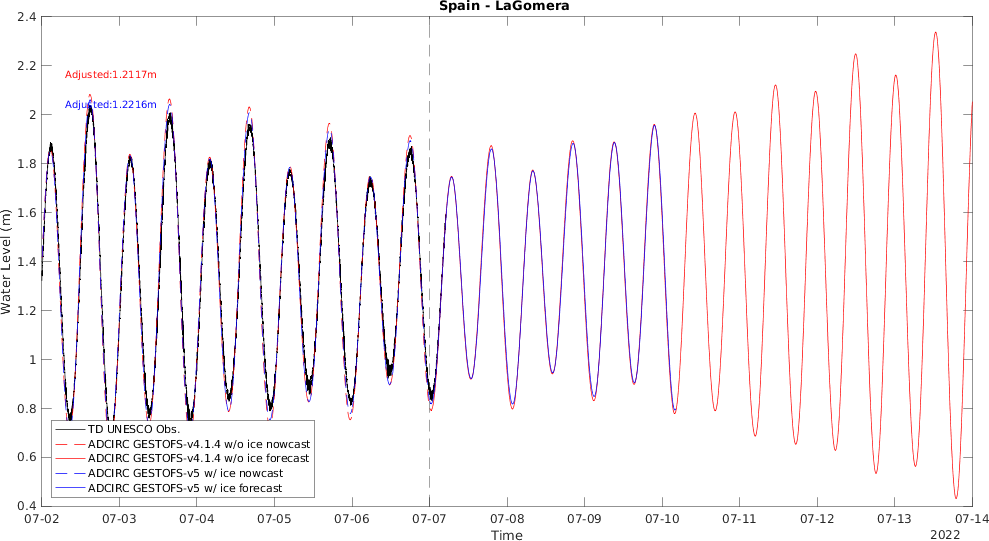 Spain - LaGomera
Adjusted:1.2117m
Adjusted:1.2216m
Water Level (m)
2.4
2.2
2
1.8
1.6
1.4
1.2
1
0.8
0.6
0.4
TD UNESCO Obs.
ADCIRC GESTOFS-v4.1.4 w/o ice nowcast
ADCIRC GESTOFS-v4.1.4 w/o ice forecast
ADCIRC GESTOFS-v5 w/ ice nowcast
ADCIRC GESTOFS-v5 w/ ice forecast
07-02 07-03 07-04 07-05 07-06 07-07 07-08 07-09 07-10 07-11 07-12 07-13 07-14
Time
2022